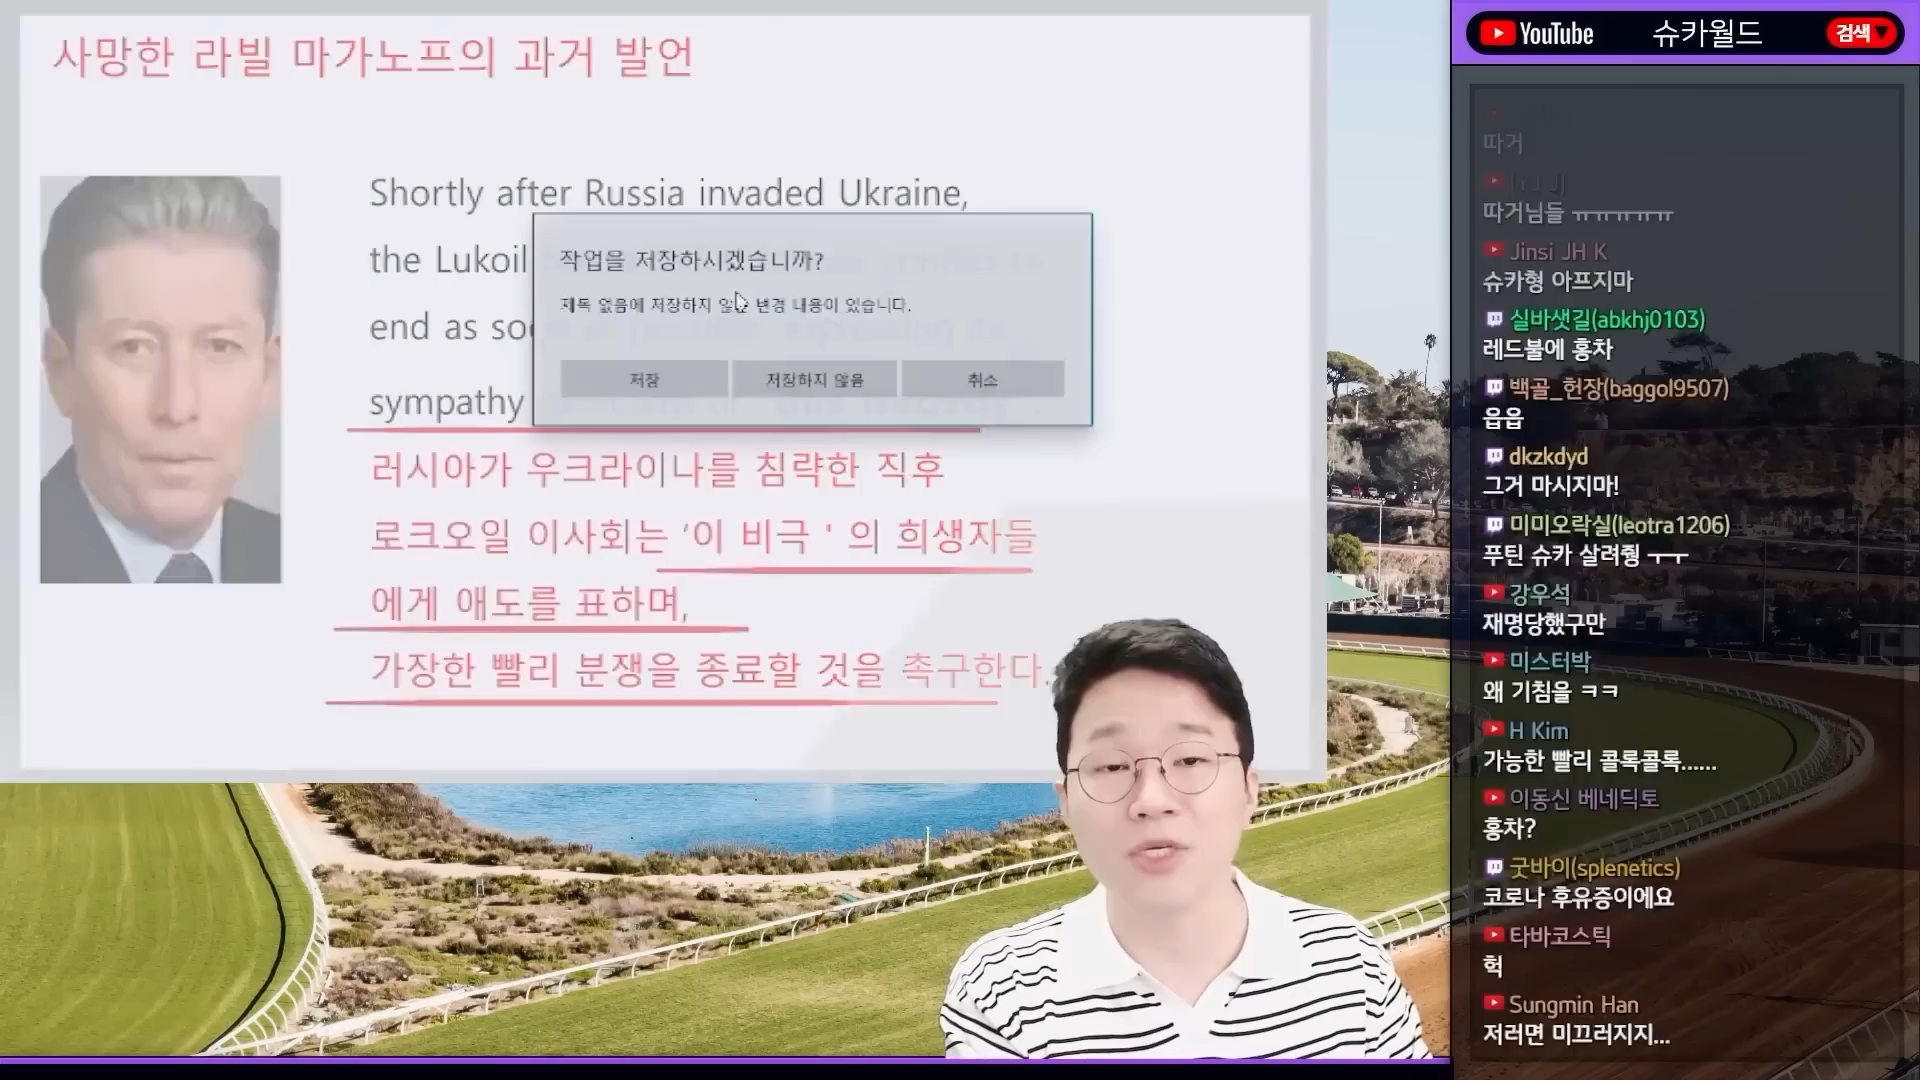 사망한 라빌 마가노프의 과거 발언
Shortly after Russia invaded Ukraine,
the Lukoil
end as
sympathy
작업을 저장하시겠습니까?
제목 없음에 저장하지 않은 변경 내용이 있습니다.
저장
저장하지 않음
취소
러시아가 우크라이나를 침략한 직후
로크오일 이사회는 ‘이 비극 ' 의 희생자들
에게 애도를 표하며,
가장한 빨리 분쟁을 종료할 것을 촉구한다.
YouTube 슈카월드 검색
따거
따거님들 ㅠㅠㅠㅠㅠㅠ
Jinsi JH K
슈카형 아프지마
실바샛길(abkhj0103)
레드불에 홍차
백골_헌장(baggol9507)
읍읍
dkzkdyd
그거 마시지마!
미미오락실(leotra1206)
푸틴 슈카 살려줭 ㅜㅜ
강우석
재명당했구만
미스터박
왜 기침을 ㅋㅋ
H Kim
가능한 빨리 콜록콜록......
이동신 베네딕토
홍차?
굿바이(splenetics)
코로나 후유증이에요
타바코스틱
헉
Sungmin Han
저러면 미끄러지지...